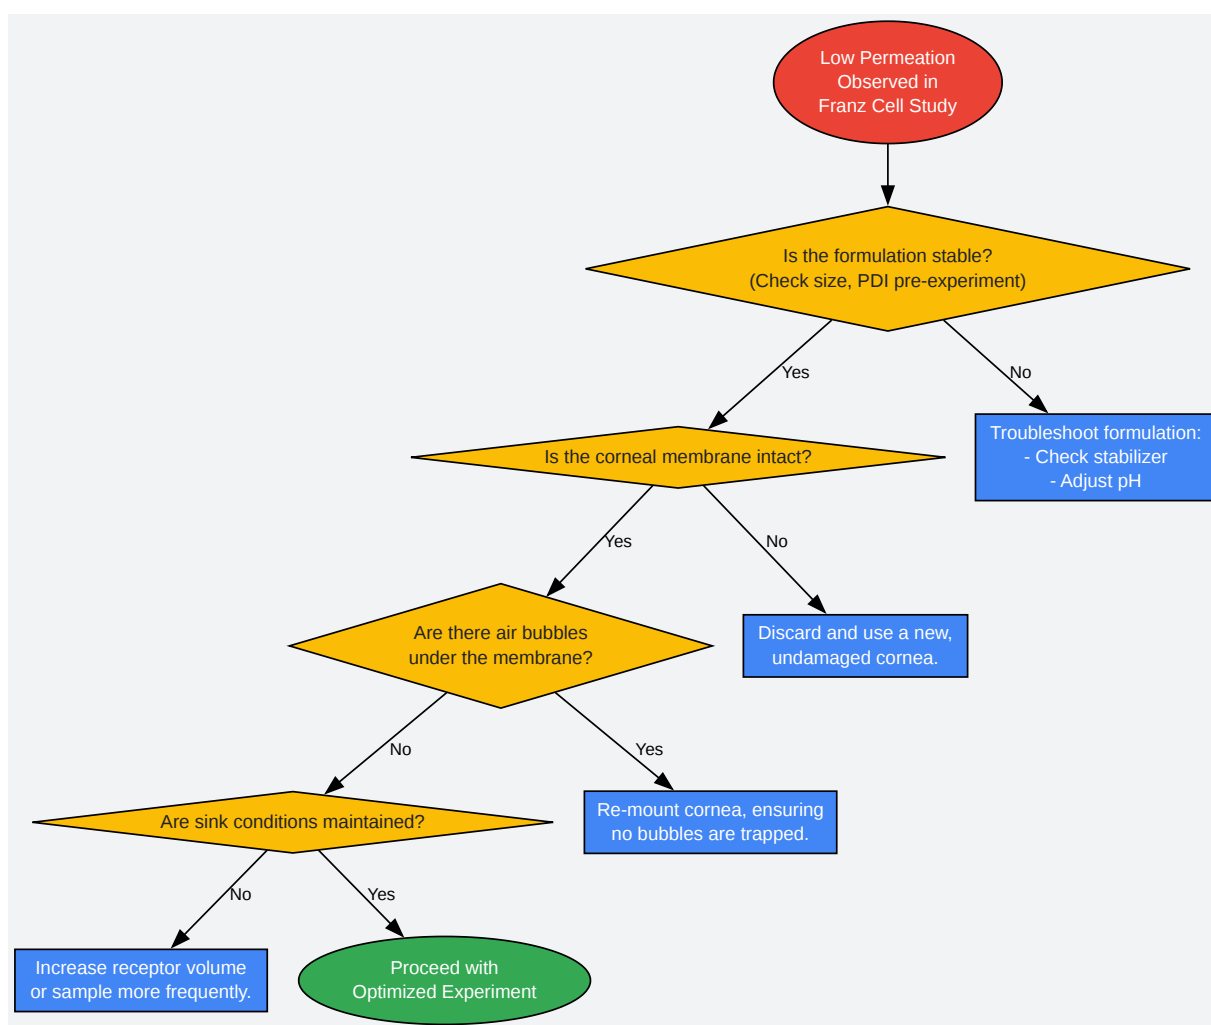 Low Permeation
Observed in
Franz Cell Study
Is the formulation stable?
(Check size, PDI pre-experiment)
Yes
No
Troubleshoot formulation:
- Check stabilizer
- Adjust pH
Is the corneal membrane intact?
Yes
No
Discard and use a new,
undamaged cornea.
Are there air bubbles
under the membrane?
No
Yes
Re-mount cornea, ensuring
no bubbles are trapped.
Are sink conditions maintained?
No
Yes
Increase receptor volume
or sample more frequently.
Proceed with
Optimized Experiment